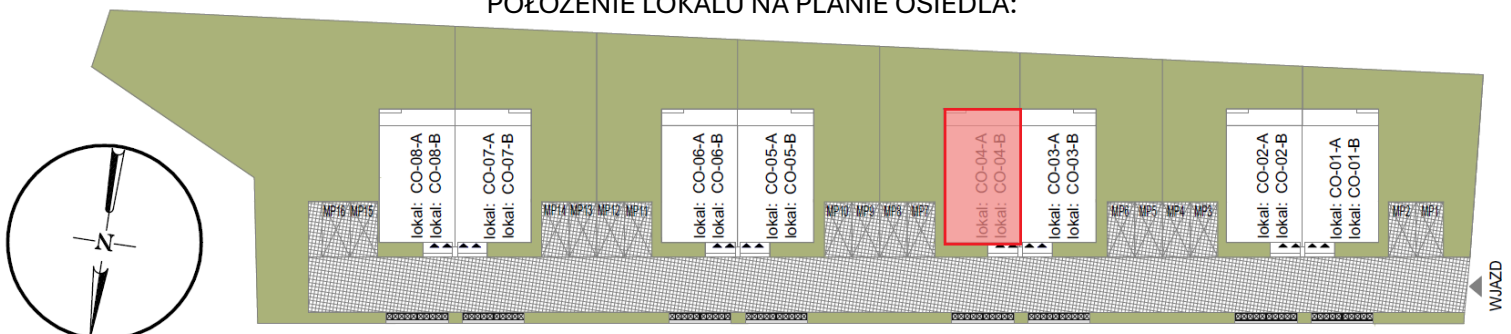 POŁOŻENIE LOKALU NA PLANIE OSIEDLA:
lokal: CO-08-A
lokal: CO-08-B
lokal: CO-07-A
lokal: CO-07-B
lokal: CO-06-A
lokal: CO-06-B
lokal: CO-05-A
lokal: CO-05-B
lokal: CO-04-A
lokal: CO-04-B
lokal: CO-03-A
lokal: CO-03-B
lokal: CO-02-A
lokal: CO-02-B
lokal: CO-01-A
lokal: CO-01-B
MP16 MP15
MP14 MP13 MP12 MP11
MP10 MP9 MP8 MP7
MP6 MP5 MP4 MP3
MP2 MP1
N
WJAZD